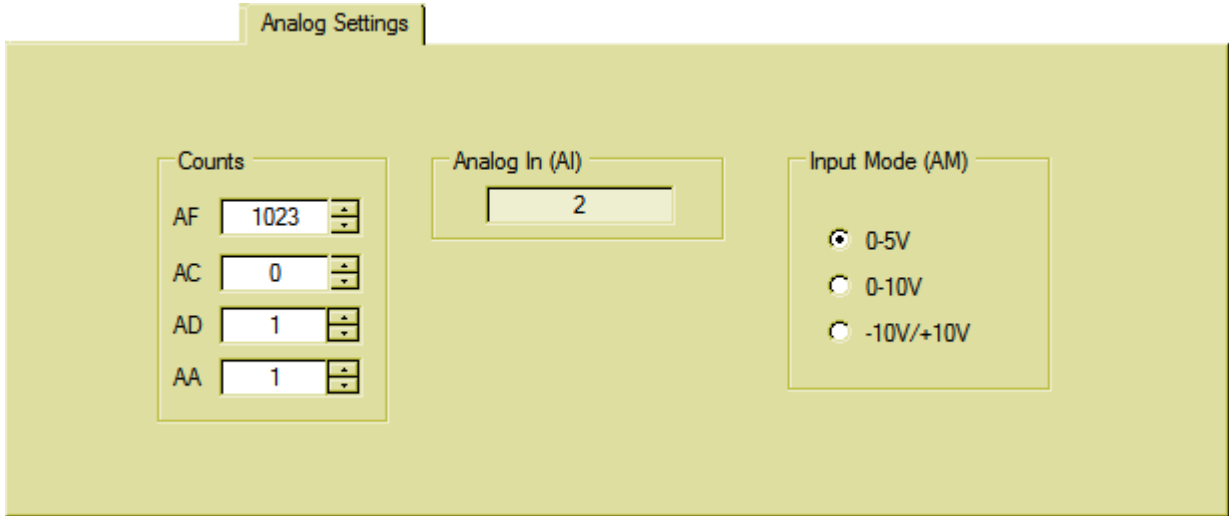 Analog Settings
Counts
AF 1023
AC 0
AD 1
AA 1
Analog In (AI)
2
Input Mode (AM)
0-5V
0-10V
-10V/+10V